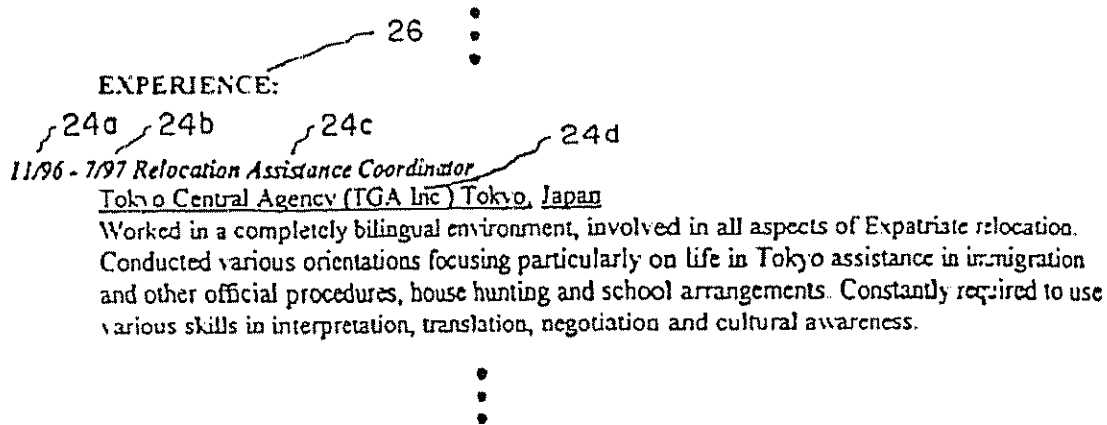 26
EXPERIENCE:
24a 24b 24c 24d
11/96 - 7/97 Relocation Assistance Coordinator
Tokyo Central Agency (TGA Inc ) Tokyo, Japan
Worked in a completely bilingual environment, involved in all aspects of Expatriate relocation.
Conducted various orientations focusing particularly on life in Tokyo assistance in immigration
and other official procedures, house hunting and school arrangements. Constantly required to use
various skills in interpretation, translation, negotiation and cultural awareness.